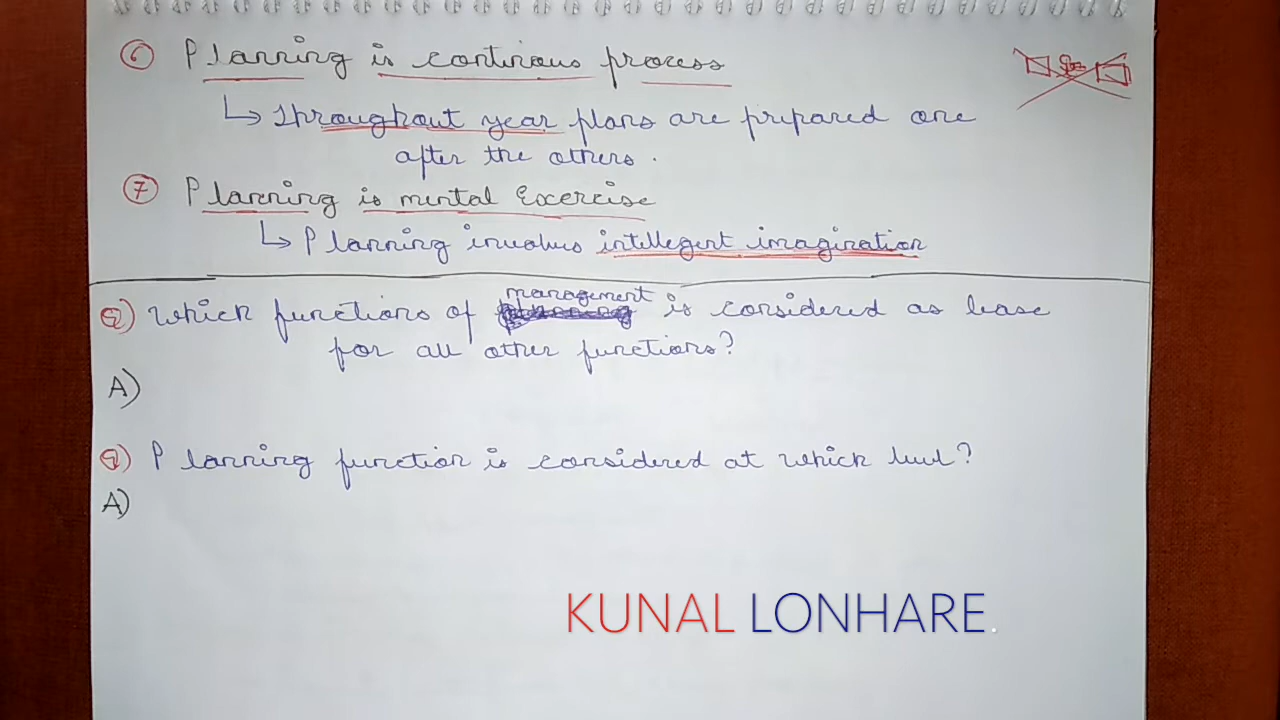 6 Planning is continous process
↳ Throughout year plans are prepared one
after the others.
7 Planning is mental Exercise
↳ Planning involves intellegent imagination
Q) Which functions of management is considered as base
for all other functions?
A)
Q) Planning function is considered at which level?
A)
KUNAL LONHARE.